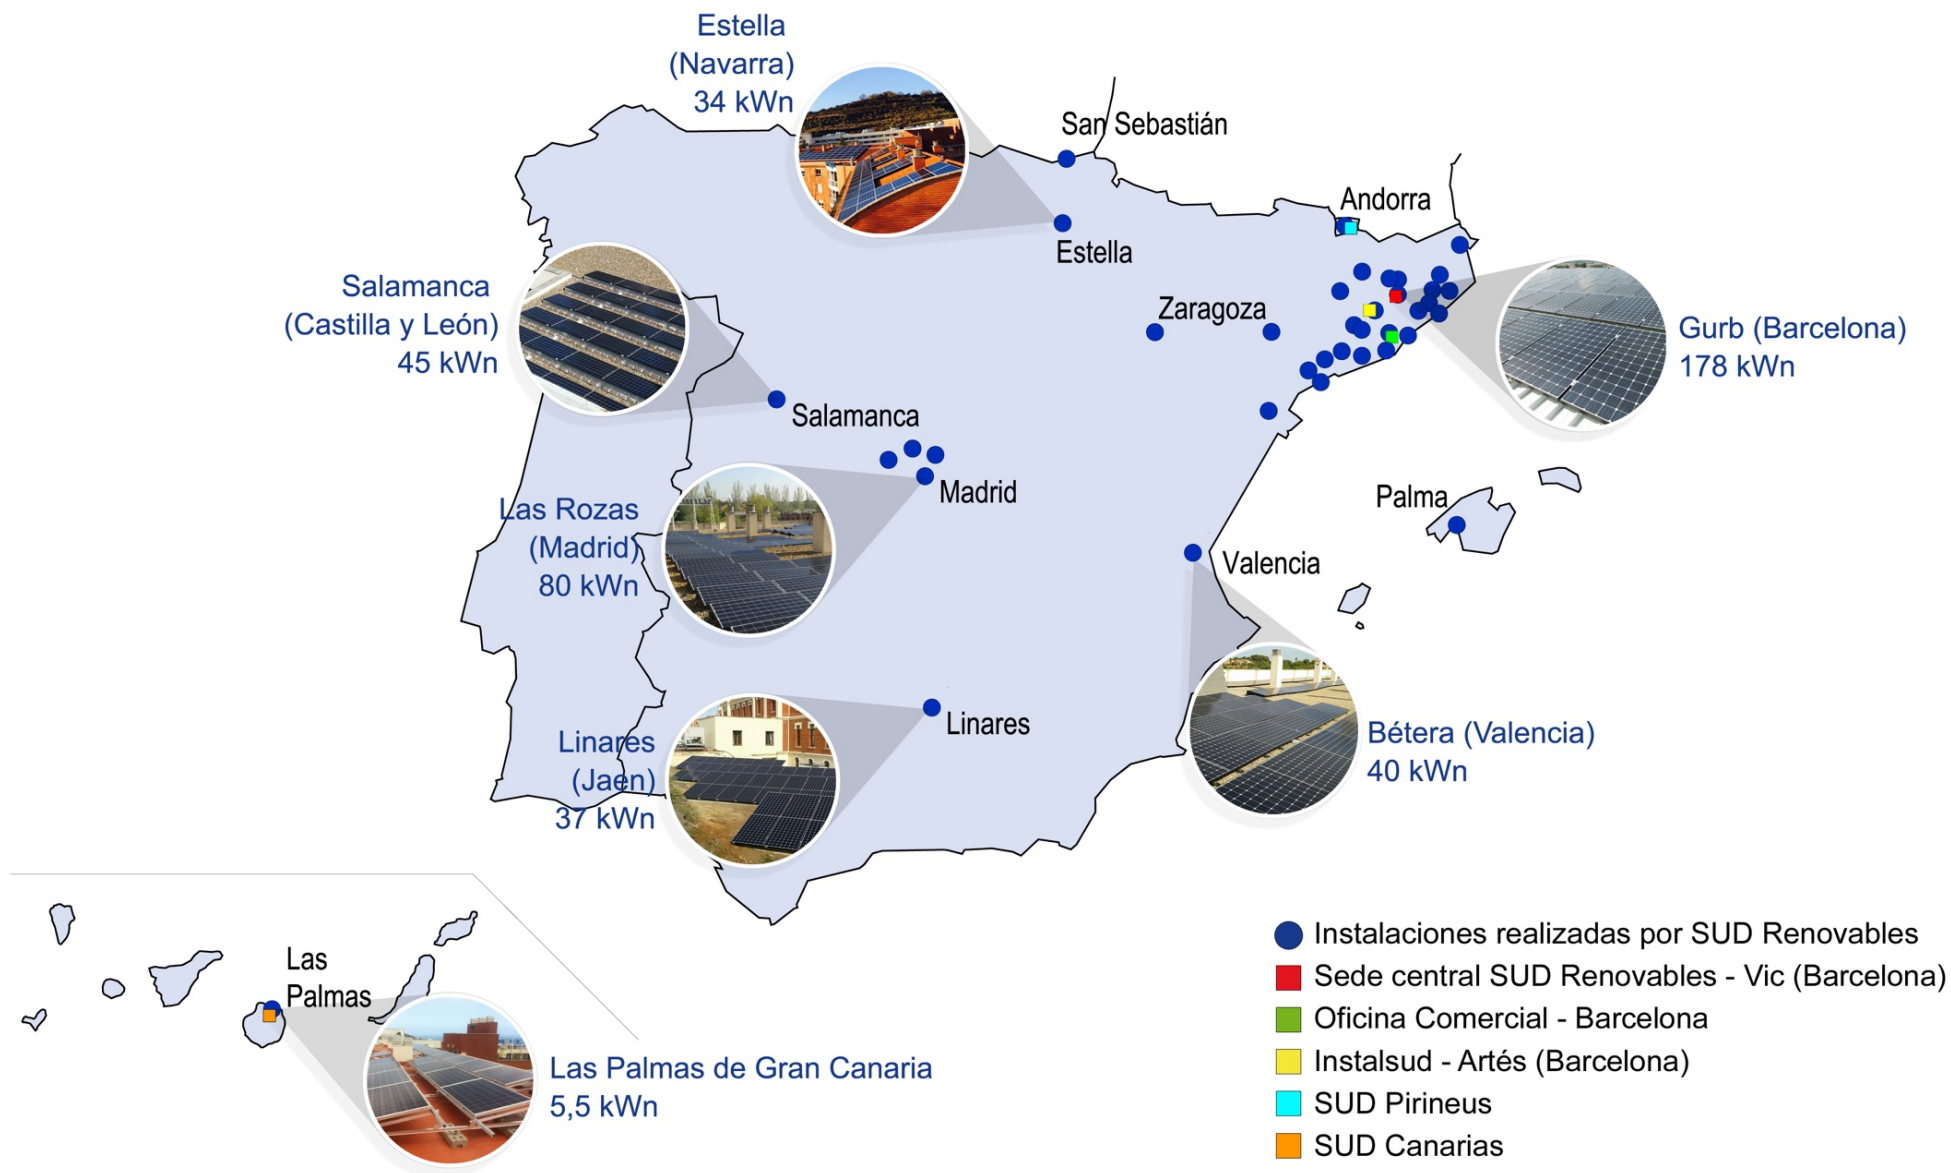 Estella
(Navarra)
34 kWn
San Sebastián
Andorra
Estella
Salamanca
(Castilla y León)
45 kWn
Zaragoza
Gurb (Barcelona)
178 kWn
Salamanca
Madrid
Palma
Las Rozas
(Madrid)
80 kWn
Valencia
Linares
Linares
(Jaen)
37 kWn
Bétera (Valencia)
40 kWn
Las
Palmas
Las Palmas de Gran Canaria
5,5 kWn
Instalaciones realizadas por SUD Renovables
Sede central SUD Renovables - Vic (Barcelona)
Oficina Comercial - Barcelona
Instalsud - Artés (Barcelona)
SUD Pirineus
SUD Canarias